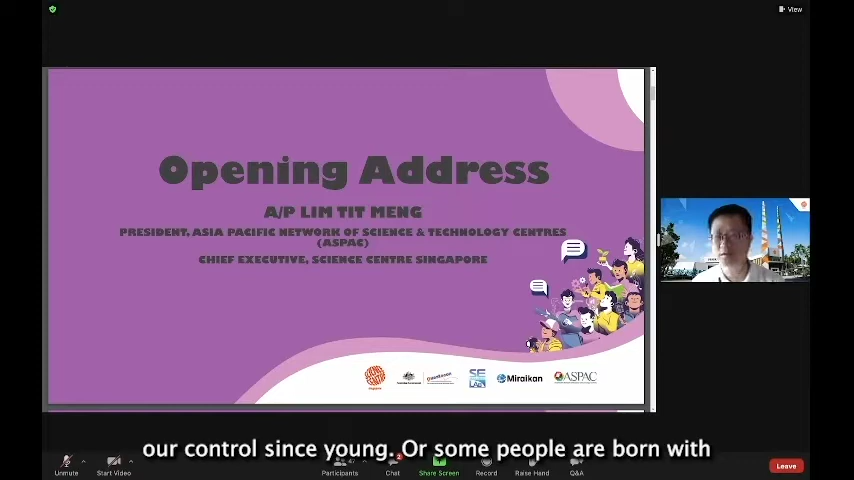 View
Opening Address
A/P LIM TIT MENG
PRESIDENT, ASIA PACIFIC NETWORK OF SCIENCE & TECHNOLOGY CENTRES
(ASPAC)
CHIEF EXECUTIVE, SCIENCE CENTRE SINGAPORE
Miraikan
ASPAC
our control since young. Or some people are born with
Unmute
Start Video
Participants
Chat
Share Screen
Record
Raise Hand
Q&A
Leave